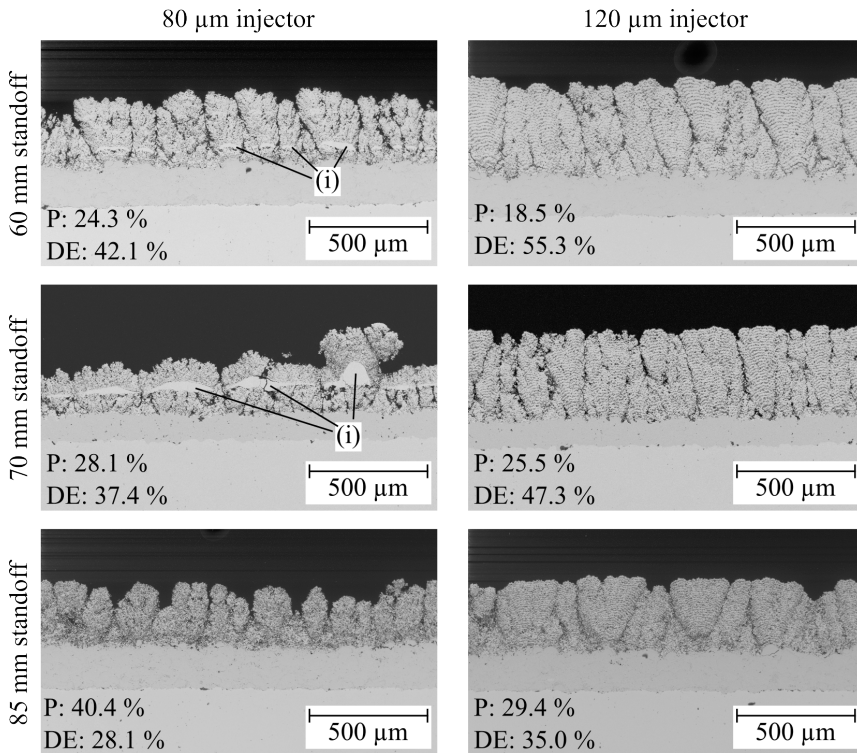 80 µm injector
120 µm injector
60 mm standoff
(i)
P: 24.3 %
DE: 42.1 %
500 µm
P: 18.5 %
DE: 55.3 %
500 µm
70 mm standoff
(i)
P: 28.1 %
DE: 37.4 %
500 µm
P: 25.5 %
DE: 47.3 %
500 µm
85 mm standoff
P: 40.4 %
DE: 28.1 %
500 µm
P: 29.4 %
DE: 35.0 %
500 µm